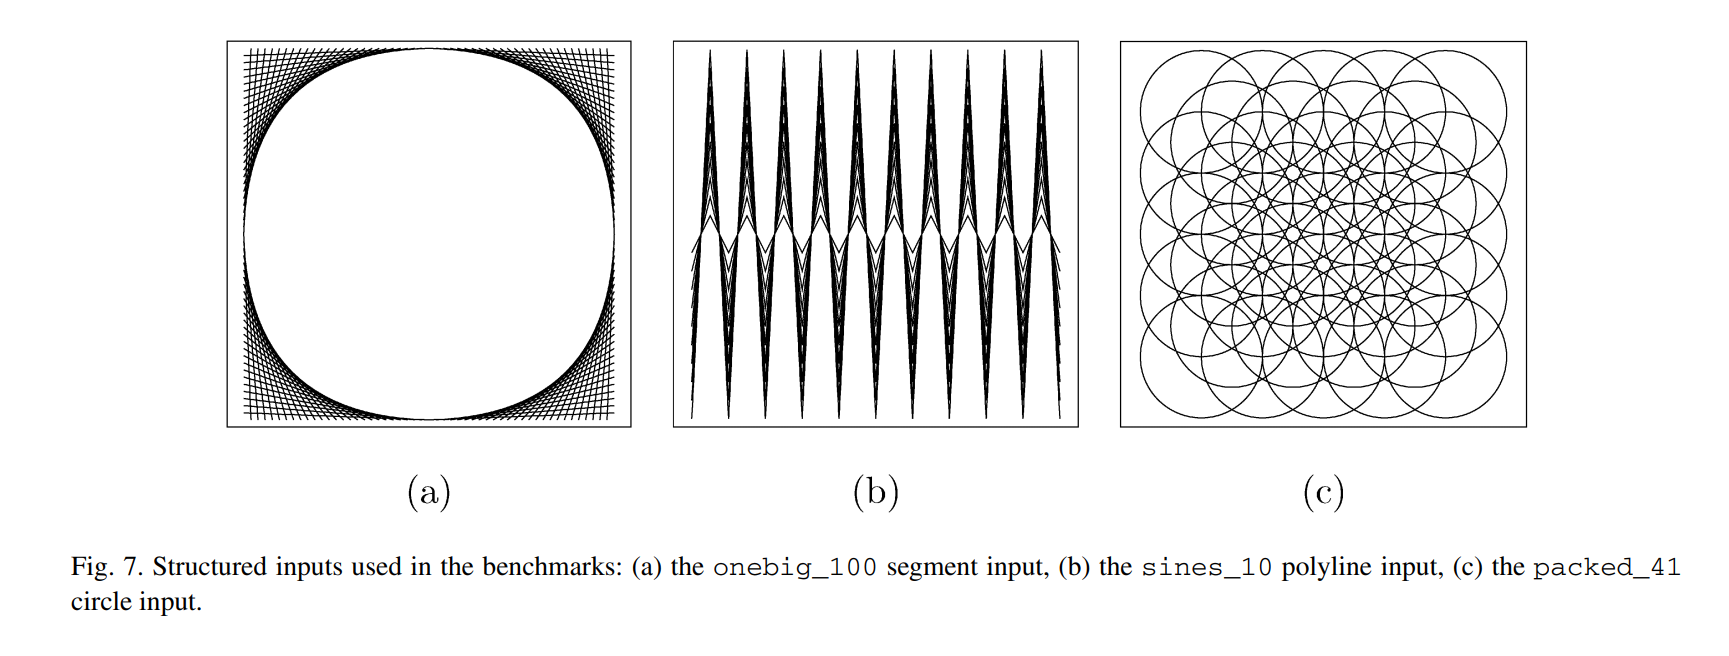 (a) (b) (c)
Fig. 7. Structured inputs used in the benchmarks: (a) the onebig_100 segment input, (b) the sines_10 polyline input, (c) the packed_41
circle input.